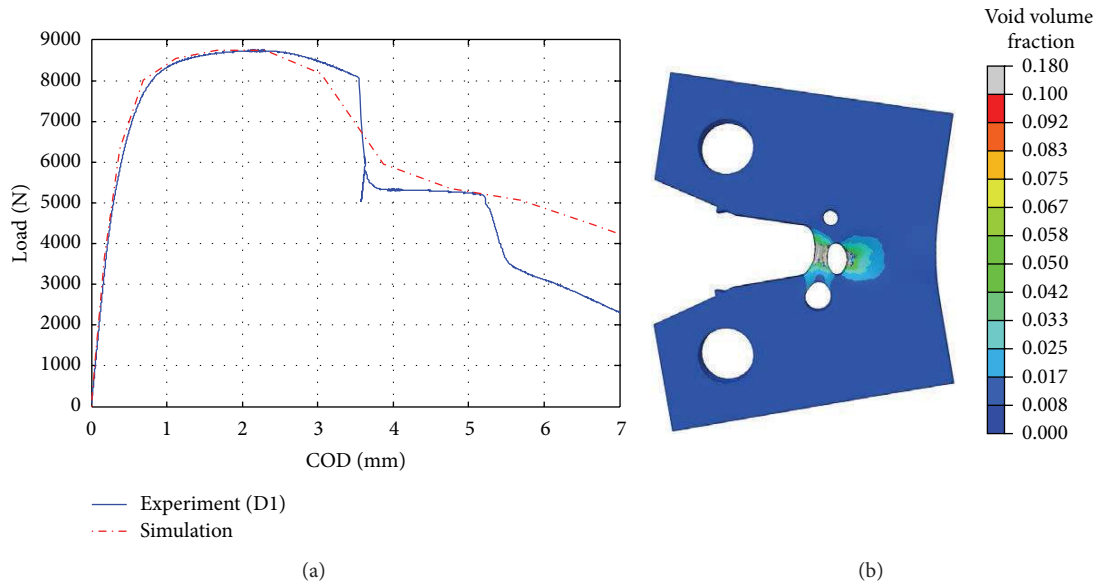 9000
8000
7000
6000
5000
4000
3000
2000
1000
0
Load (N)
0 1 2 3 4 5 6 7
COD (mm)
Experiment (D1)
Simulation
(a)
Void volume
fraction
0.180
0.100
0.092
0.083
0.075
0.067
0.058
0.050
0.042
0.033
0.025
0.017
0.008
0.000
(b)